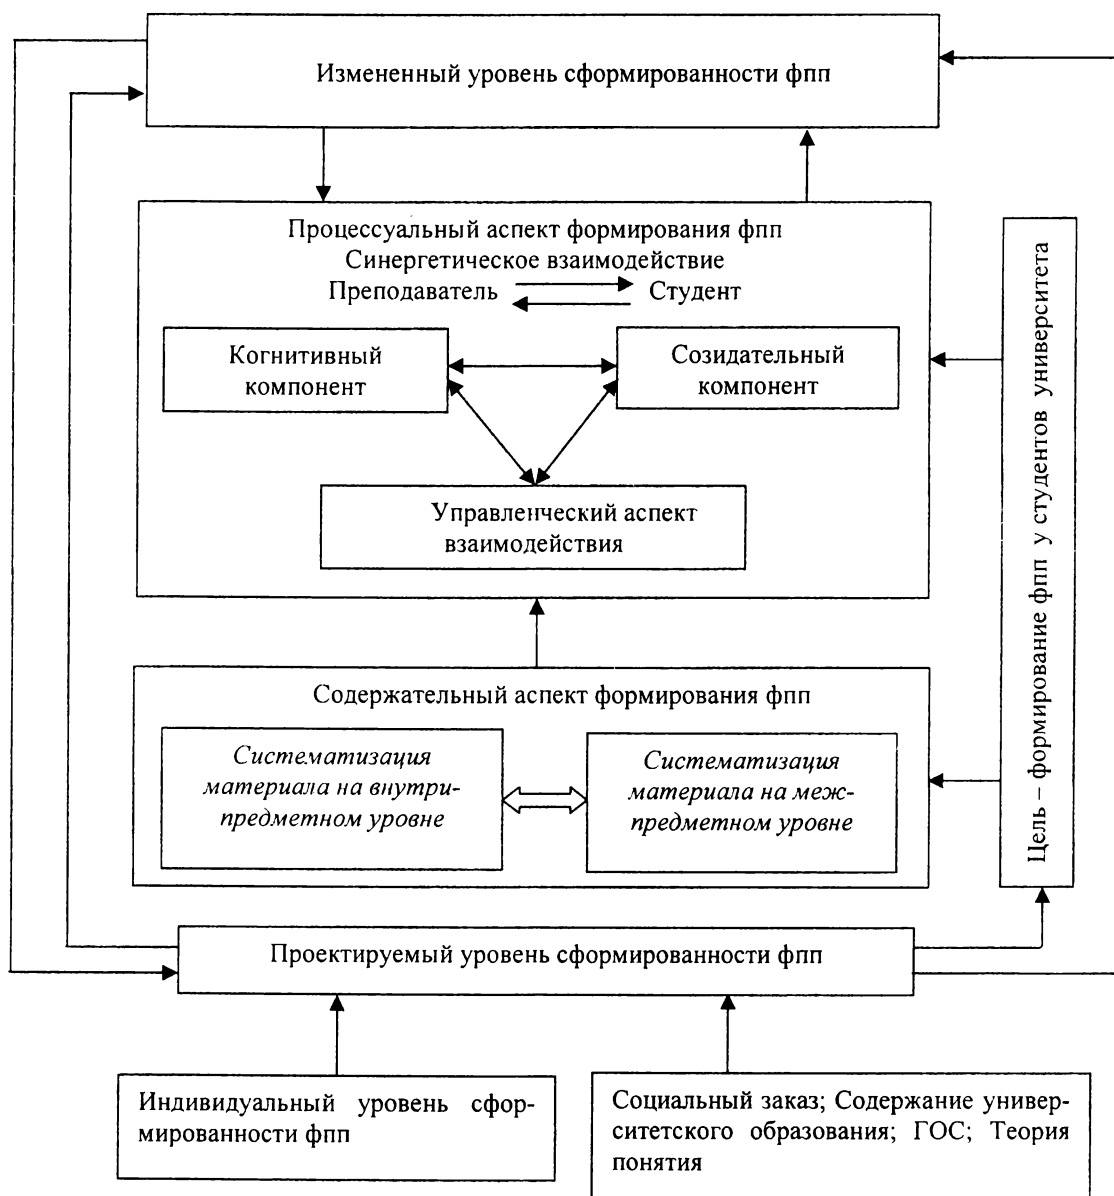 Измененный уровень сформированности фпп
Процессуальный аспект формирования фпп
Синергетическое взаимодействие
Преподаватель Студент
Когнитивный
компонент
Созидательный
компонент
Управленческий аспект
взаимодействия
Содержательный аспект формирования фпп
Систематизация
материала на внутри-
предметном уровне
Систематизация
материала на меж-
предметном уровне
Цель – формирование фпп у студентов университета
Проектируемый уровень сформированности фпп
Индивидуальный уровень сфор-
мированности фпп
Социальный заказ; Содержание универ-
ситетского образования; ГОС; Теория
понятия